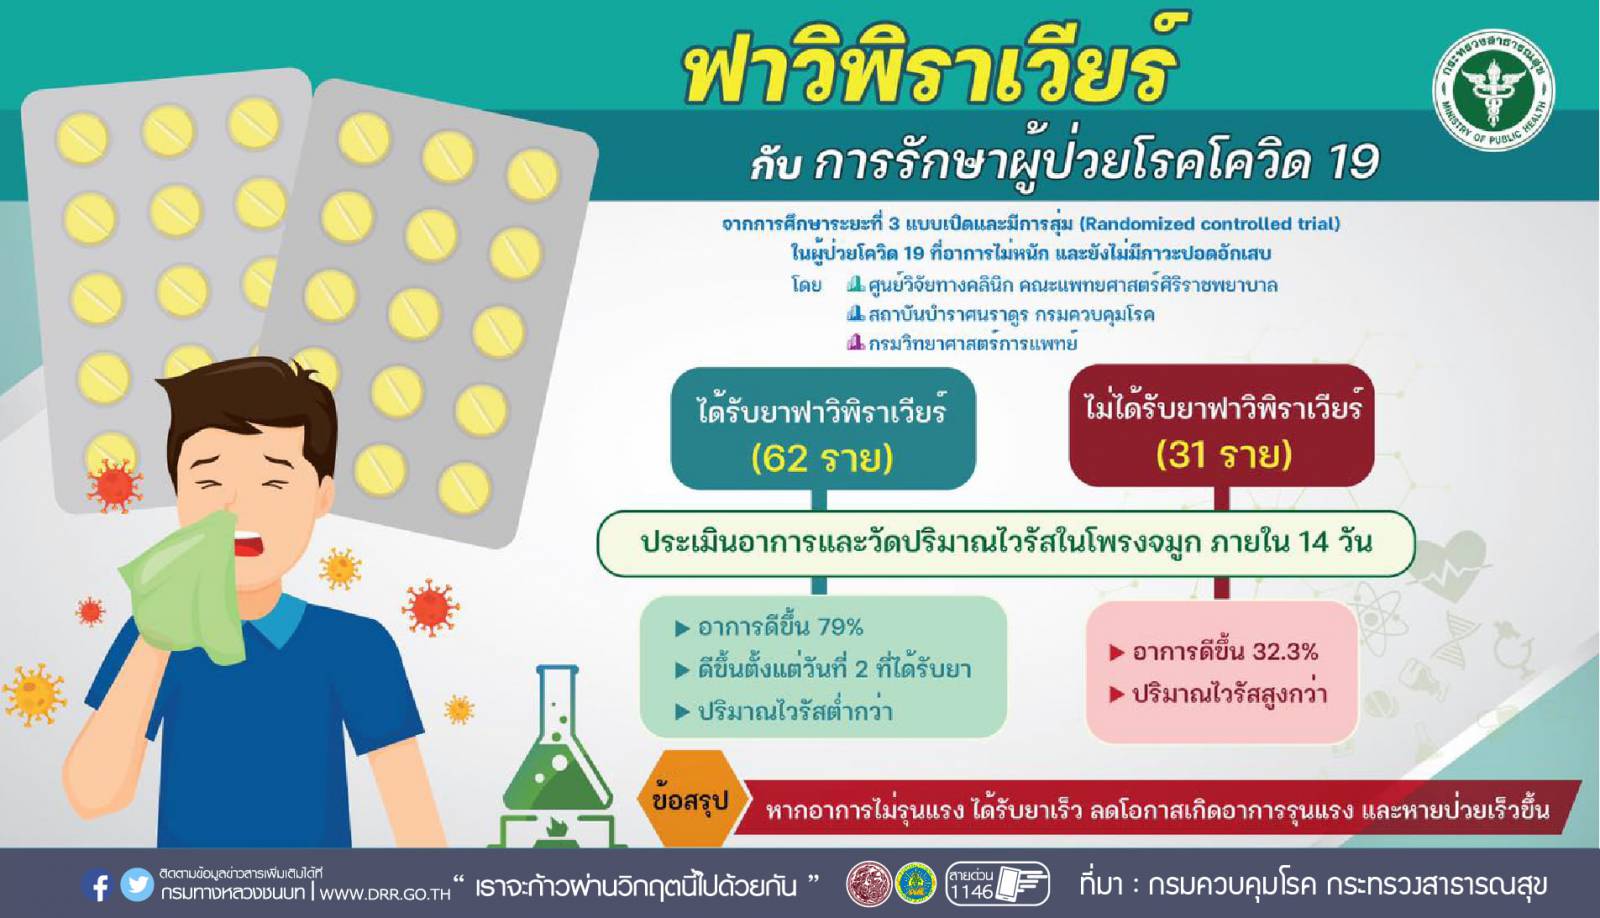 ฟาวิพิราเวียร์
กับ การรักษาผู้ป่วยโรคโควิด 19
กระทรวงสาธารณสุข
MINISTRY OF PUBLIC HEALTH
จากการศึกษาระยะที่ 3 แบบเปิดและมีการสุ่ม (Randomized controlled trial)
ในผู้ป่วยโควิด 19 ที่อาการไม่หนัก และยังไม่มีภาวะปอดอักเสบ
โดย ศูนย์วิจัยทางคลินิก คณะแพทยศาสตร์ศิริราชพยาบาล
สถาบันบำราศนราดูร กรมควบคุมโรค
กรมวิทยาศาสตร์การแพทย์
ได้รับยาฟาวิพิราเวียร์
(62 ราย)
ไม่ได้รับยาฟาวิพิราเวียร์
(31 ราย)
ประเมินอาการและวัดปริมาณไวรัสในโพรงจมูก ภายใน 14 วัน
อาการดีขึ้น 79%
ดีขึ้นตั้งแต่วันที่ 2 ที่ได้รับยา
ปริมาณไวรัสต่ำกว่า
อาการดีขึ้น 32.3%
ปริมาณไวรัสสูงกว่า
ข้อสรุป
หากอาการไม่รุนแรง ได้รับยาเร็ว ลดโอกาสเกิดอาการรุนแรง และหายป่วยเร็วขึ้น
ติดตามข้อมูลข่าวสารเพิ่มเติมได้ที่
กรมทางหลวงชนบท | WWW.DRR.GO.TH
“ เราจะก้าวผ่านวิกฤตนี้ไปด้วยกัน ”
สายด่วน
1146
ที่มา : กรมควบคุมโรค กระทรวงสาธารณสุข